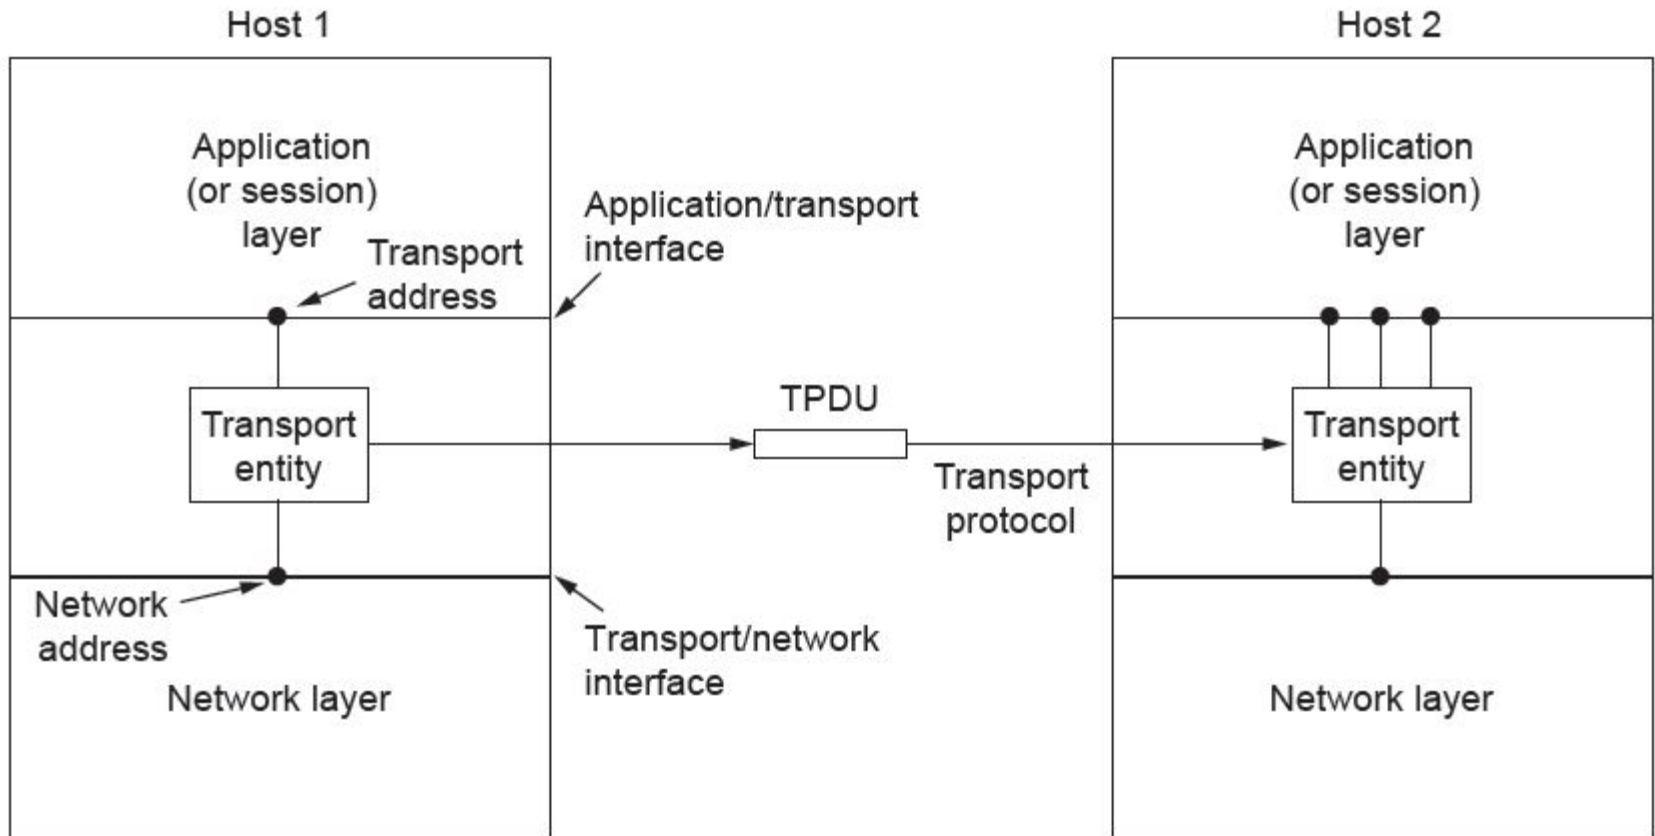 Host 1
Host 2
Application
(or session)
layer
Transport
address
Application/transport
interface
Application
(or session)
layer
Transport
entity
TPDU
Transport
protocol
Transport
entity
Network
address
Transport/network
interface
Network layer
Network layer